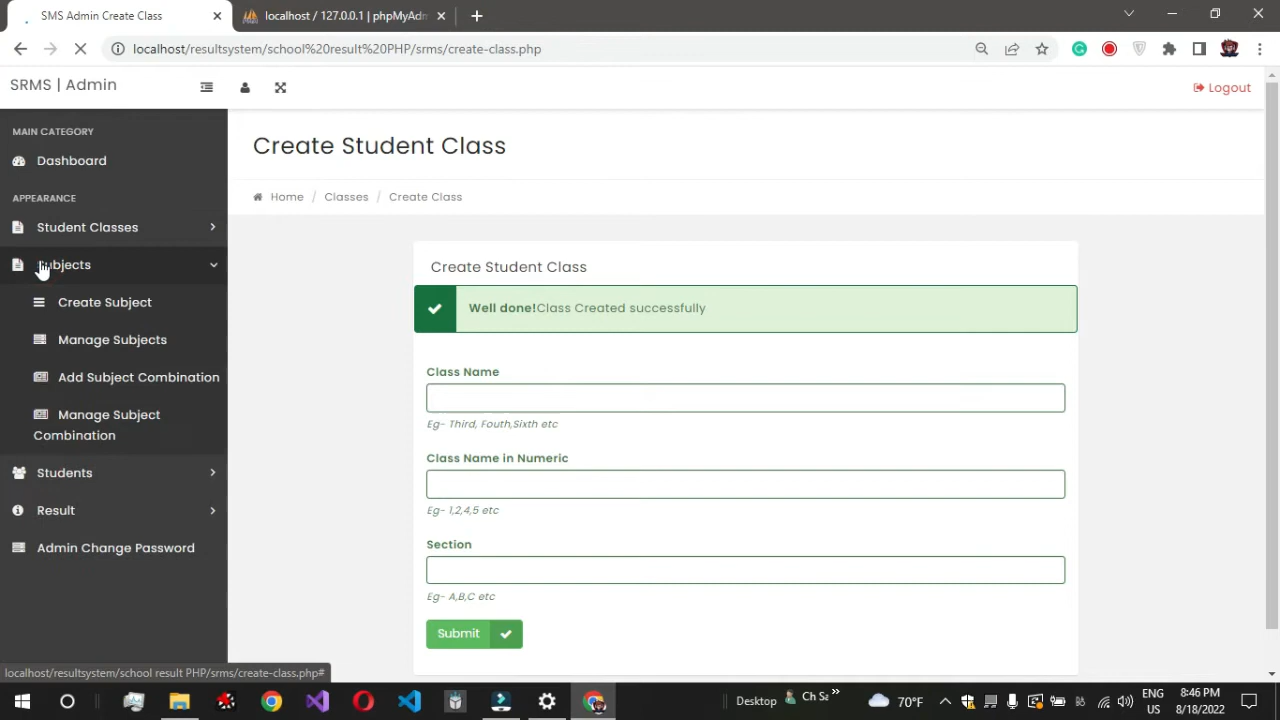 SMS Admin Create Class
localhost / 127.0.0.1 | phpMyAdm
localhost/resultsystem/school%20result%20PHP/srms/create-class.php
SRMS | Admin
Logout
MAIN CATEGORY
Dashboard
APPEARANCE
Student Classes
Subjects
Create Subject
Manage Subjects
Add Subject Combination
Manage Subject
Combination
Students
Result
Admin Change Password
Create Student Class
Home / Classes / Create Class
Create Student Class
Well done!Class Created successfully
Class Name
Eg- Third, Fouth,Sixth etc
Class Name in Numeric
Eg- 1,2,4,5 etc
Section
Eg- A,B,C etc
Submit
localhost/resultsystem/school result PHP/srms/create-class.php#
Desktop
Ch Sa
70°F
ENG
US
8:46 PM
8/18/2022